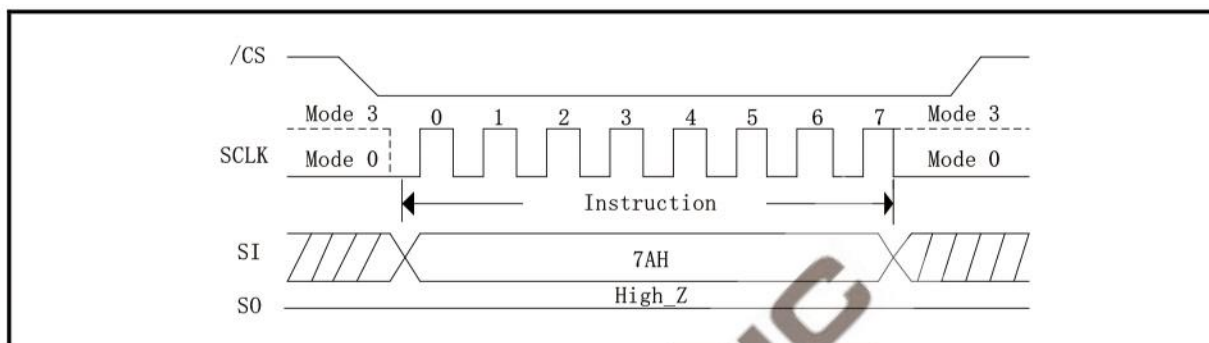 /CS
Mode 3 0 1 2 3 4 5 6 7 Mode 3
SCLK Mode 0 Mode 0
Instruction
SI 7AH
SO High_Z